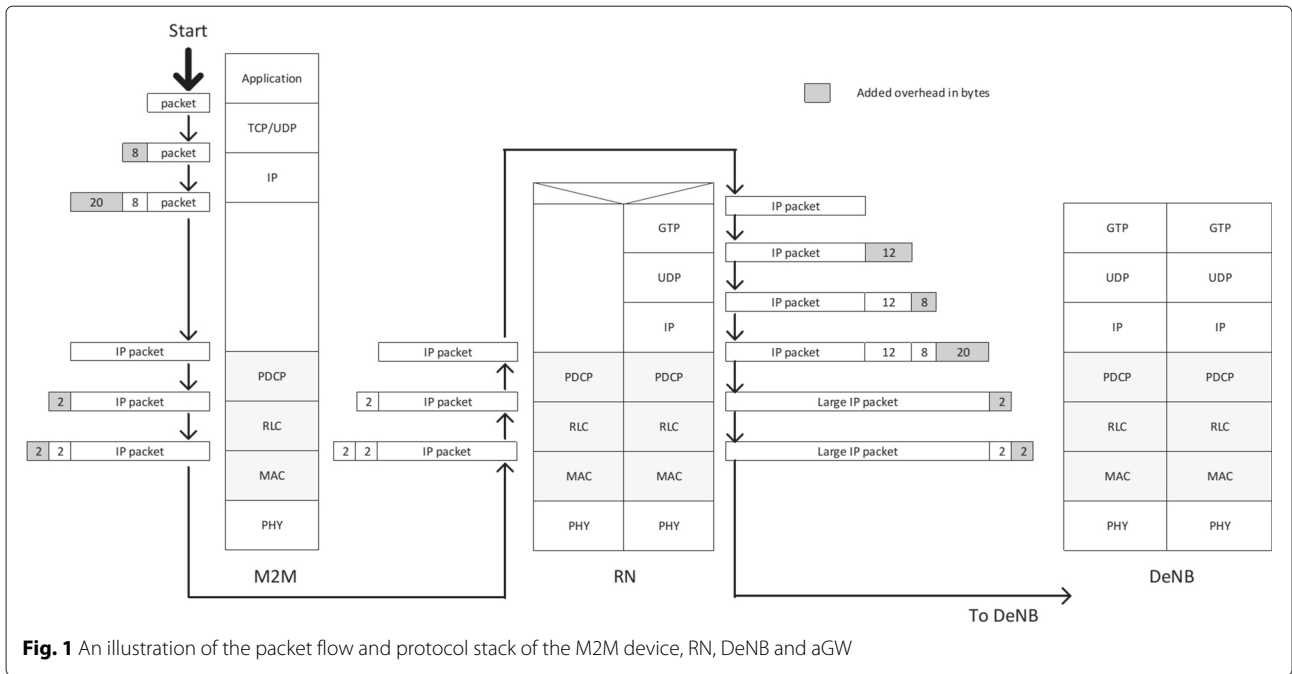 Start
Application
packet
Added overhead in bytes
TCP/UDP
8 packet
IP
20 8 packet
IP packet
GTP GTP GTP
IP packet 12
UDP UDP UDP
IP packet 12 8
IP IP IP
IP packet IP packet IP packet 12 8 20
PDCP PDCP PDCP PDCP PDCP
2 IP packet 2 IP packet Large IP packet 2
RLC RLC RLC RLC RLC
2 2 IP packet 2 2 IP packet Large IP packet 2 2
MAC MAC MAC MAC MAC
PHY PHY PHY PHY PHY
M2M RN DeNB
To DeNB
Fig. 1 An illustration of the packet flow and protocol stack of the M2M device, RN, DeNB and aGW